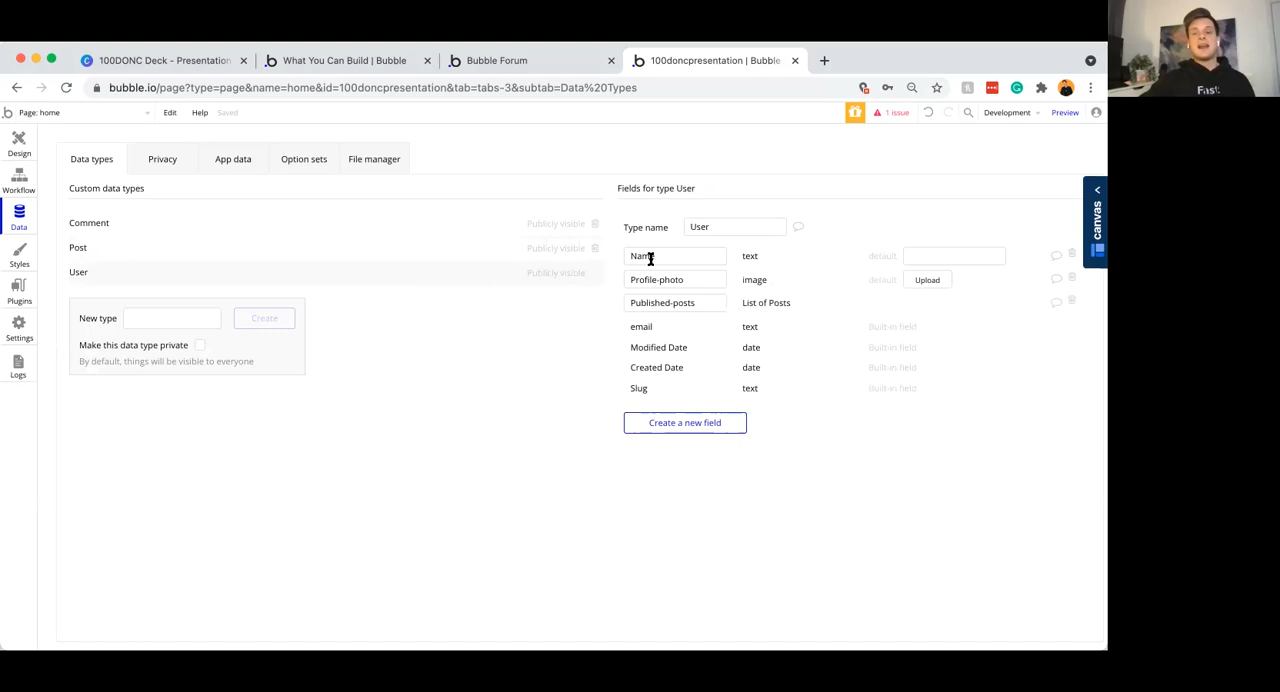 100DONC Deck - Presentation
What You Can Build | Bubble
Bubble Forum
100doncpresentation | Bubble
bubble.io/page?type=page&name=home&id=100doncpresentation&tab=tabs-3&subtab=Data%20Types
Page: home
Edit
Help
Saved
1 issue
Development
Preview
Design
Workflow
Data
Styles
Plugins
Settings
Logs
Data types
Privacy
App data
Option sets
File manager
Custom data types
Comment
Publicly visible
Post
Publicly visible
User
Publicly visible
New type
Create
Make this data type private
By default, things will be visible to everyone
Fields for type User
Type name
User
Name
text
default
Profile-photo
image
default
Upload
Published-posts
List of Posts
email
text
Built-in field
Modified Date
date
Built-in field
Created Date
date
Built-in field
Slug
text
Built-in field
Create a new field
canvas
Fast.